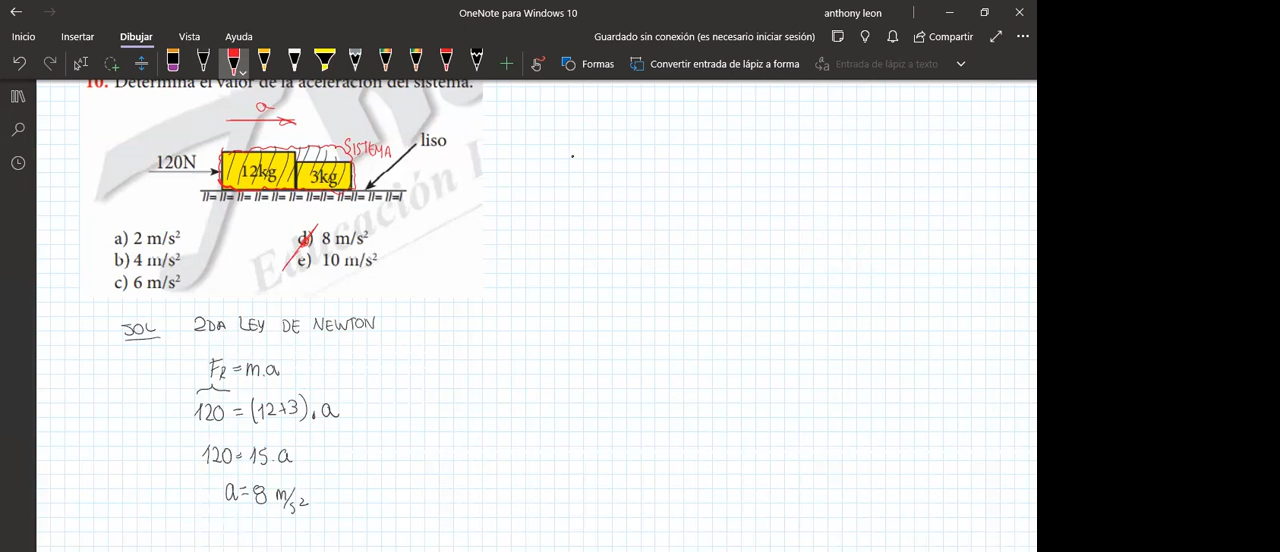 OneNote para Windows 10
anthony leon
Inicio
Insertar
Dibujar
Vista
Ayuda
Guardado sin conexión (es necesario iniciar sesión)
Compartir
Formas
Convertir entrada de lápiz a forma
Entrada de lápiz a texto
10. Determina el valor de la aceleración del sistema.
a
SISTEMA
liso
120N
12kg
3kg
a) 2 m/s²
d) 8 m/s²
b) 4 m/s²
e) 10 m/s²
c) 6 m/s²
Educación
SOL 2DA LEY DE NEWTON
FR = m.a
120 = (12+3).a
120 = 15.a
a = 8 m/s2